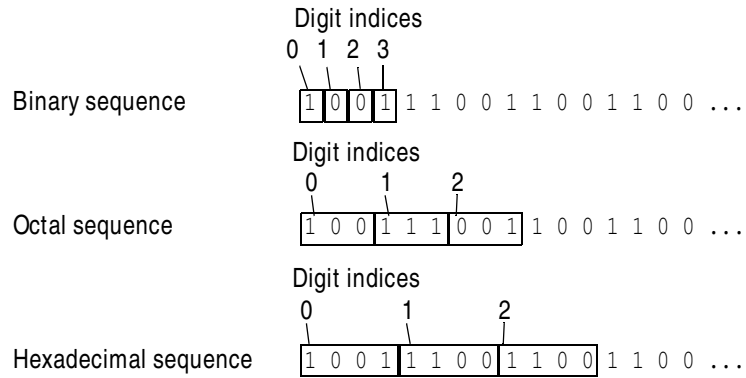 Digit indices
0 1 2 3
Binary sequence 1 0 0 1 1 1 0 0 1 1 0 0 1 1 0 0 ...
Digit indices
0 1 2
Octal sequence 1 0 0 1 1 1 0 0 1 1 0 0 1 1 0 0 ...
Digit indices
0 1 2
Hexadecimal sequence 1 0 0 1 1 1 0 0 1 1 0 0 1 1 0 0 ...